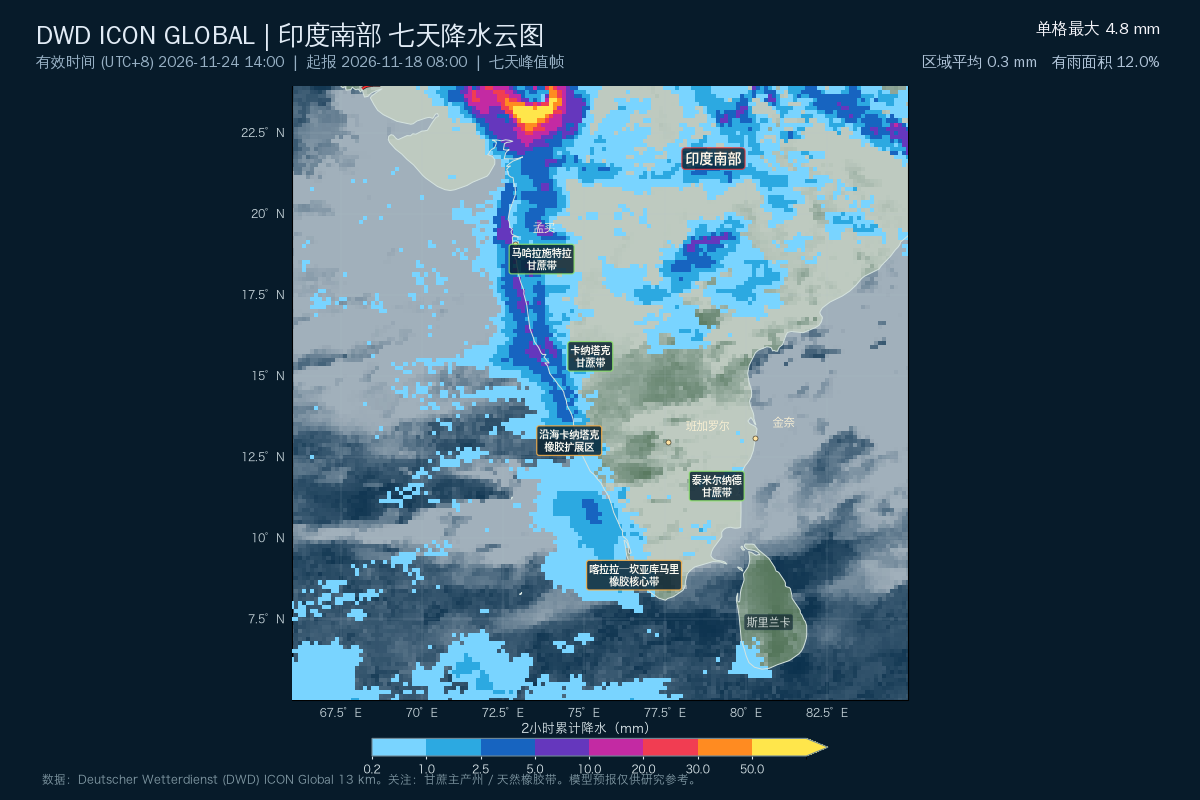 DWD ICON GLOBAL | 印度南部 七天降水云图
单格最大 4.8 mm
有效时间 (UTC+8) 2026-11-24 14:00 | 起报 2026-11-18 08:00 | 七天峰值帧
区域平均 0.3 mm 有雨面积 12.0%
22.5° N
印度南部
20° N
孟买
马哈拉施特拉
甘蔗带
17.5° N
卡纳塔克
甘蔗带
15° N
班加罗尔
金奈
沿海卡纳塔克
橡胶扩展区
12.5° N
泰米尔纳德
甘蔗带
10° N
喀拉拉—坎亚库马里
橡胶核心带
7.5° N
斯里兰卡
67.5° E 70° E 72.5° E 75° E 77.5° E 80° E 82.5° E
2小时累计降水（mm）
0.2 1.0 2.5 5.0 10.0 20.0 30.0 50.0
数据：Deutscher Wetterdienst (DWD) ICON Global 13 km。关注：甘蔗主产州 / 天然橡胶带。模型预报仅供研究参考。